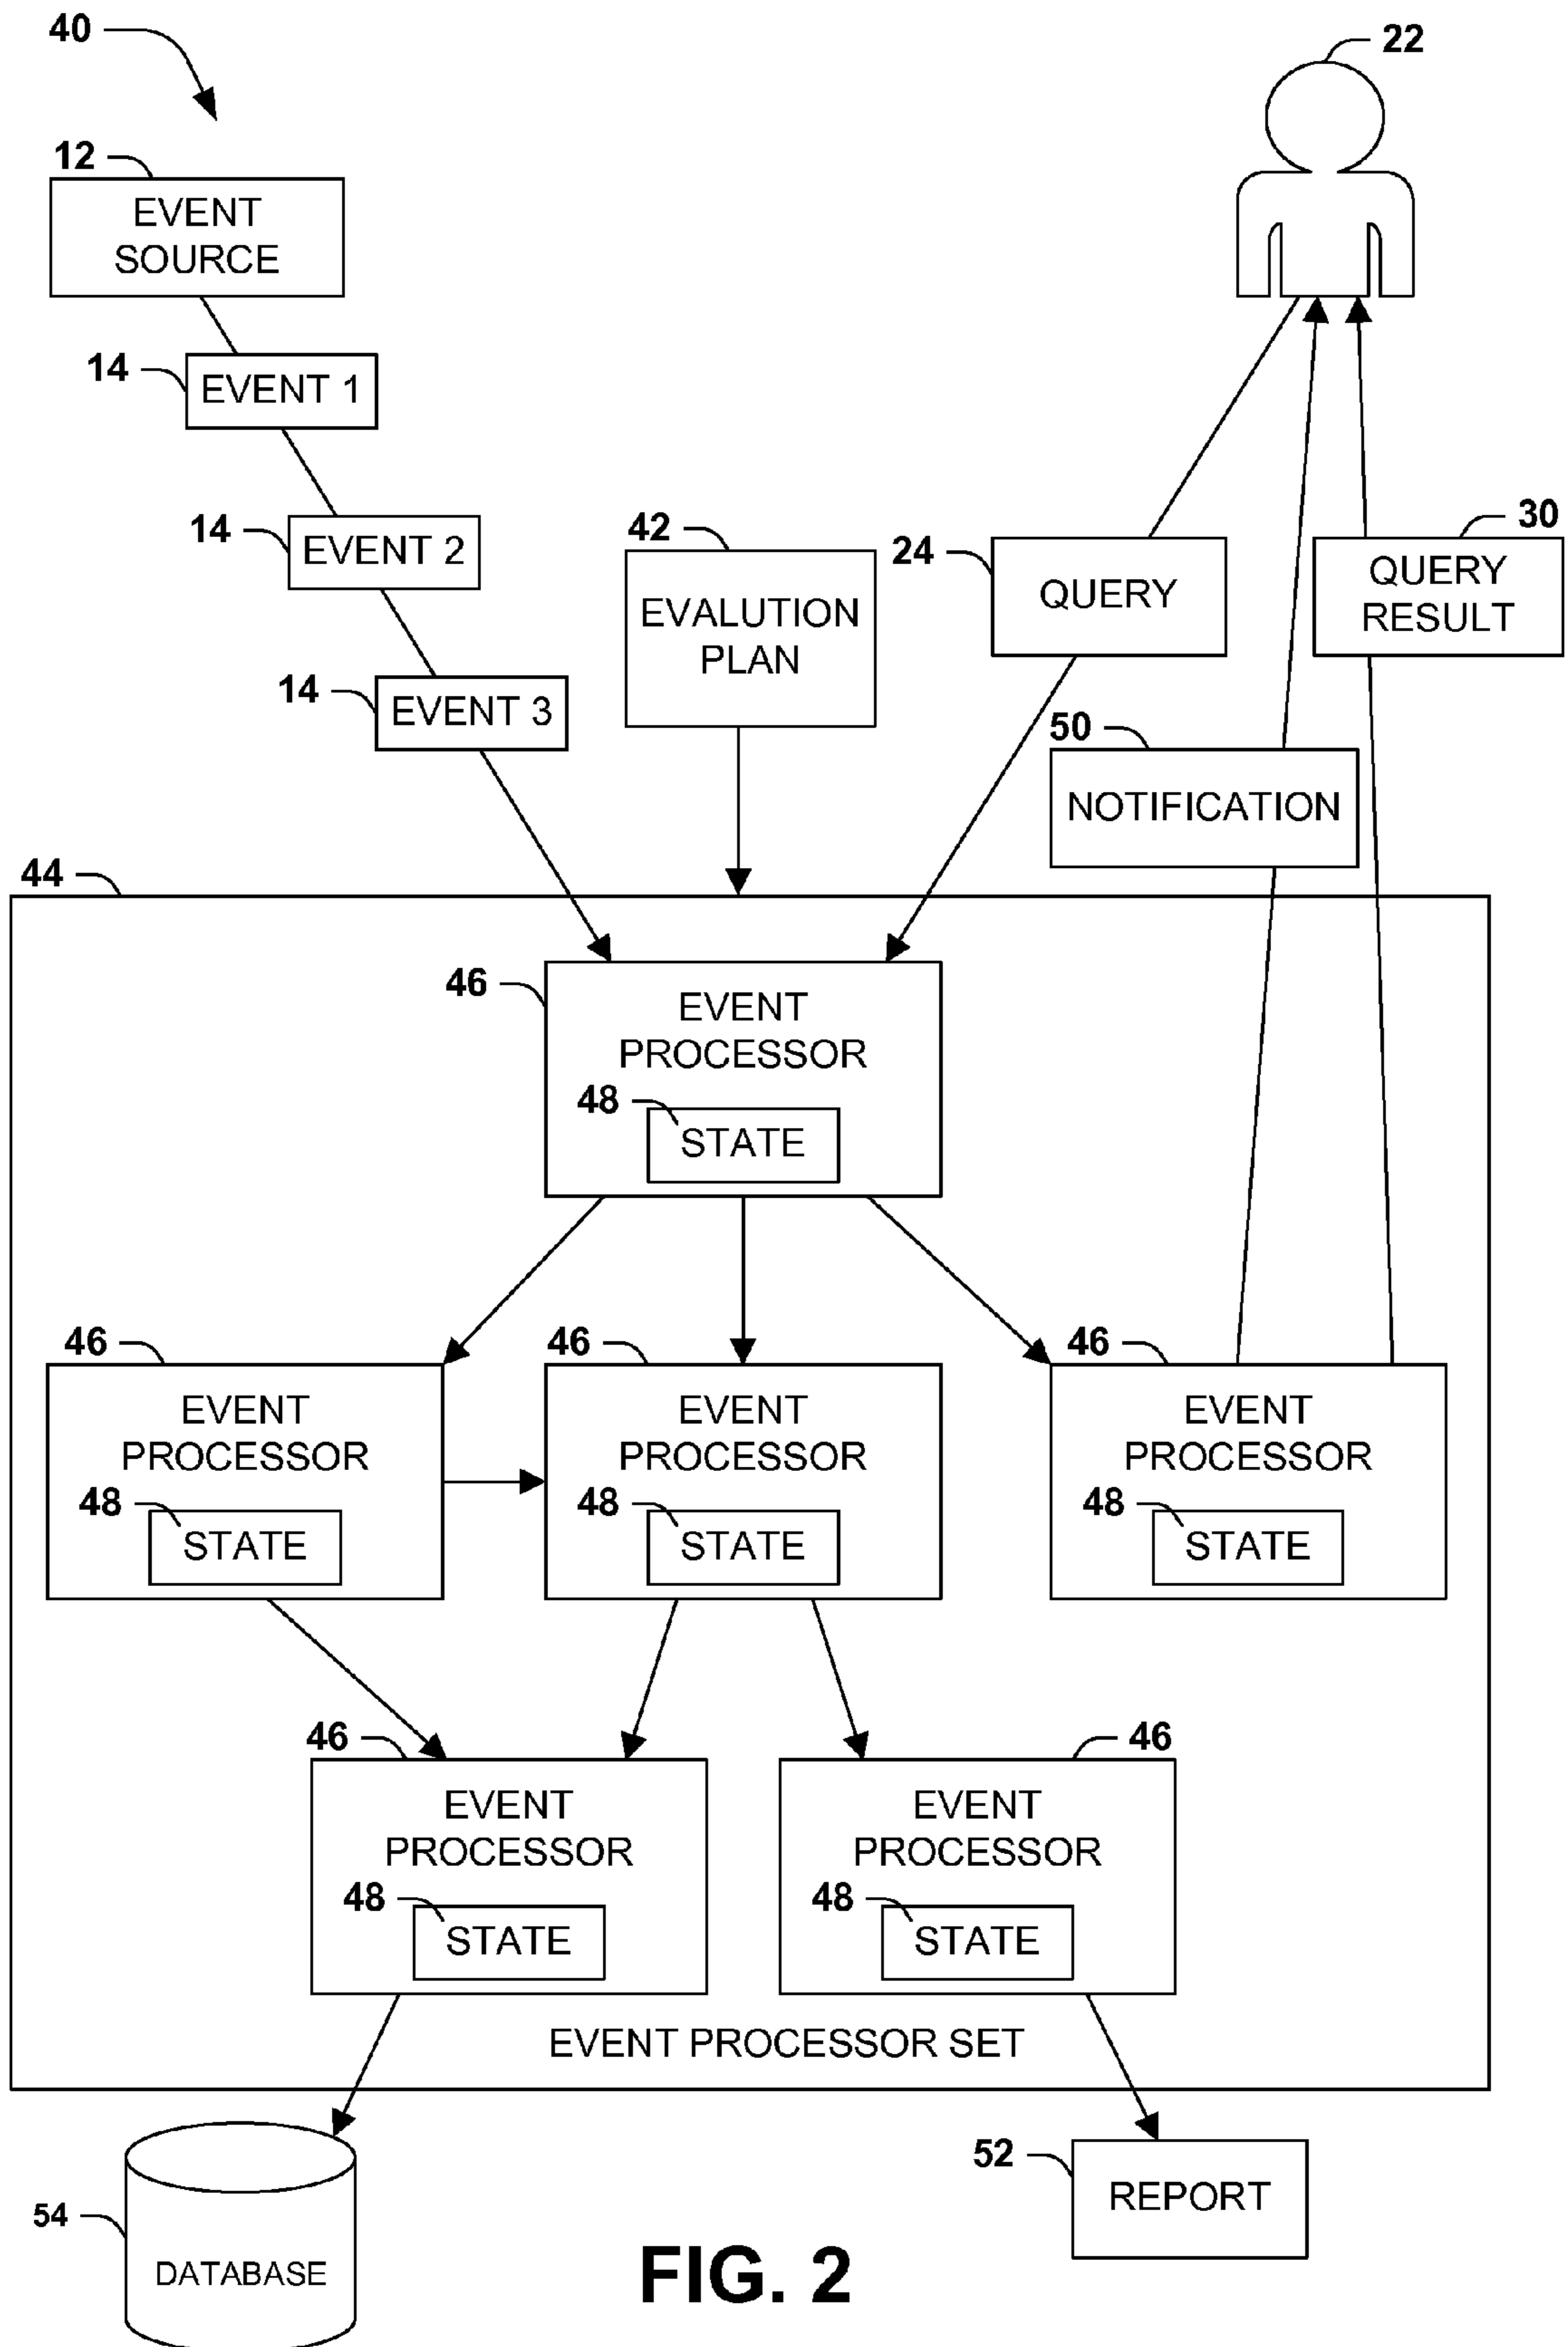 40
22
12
EVENT
SOURCE
14
EVENT 1
14
EVENT 2
14
EVENT 3
42
EVALUTION
PLAN
24
QUERY
30
QUERY
RESULT
50
NOTIFICATION
44
46
EVENT
PROCESSOR
48
STATE
46
EVENT
PROCESSOR
48
STATE
46
EVENT
PROCESSOR
48
STATE
46
EVENT
PROCESSOR
48
STATE
46
EVENT
PROCESSOR
48
STATE
46
EVENT
PROCESSOR
48
STATE
EVENT PROCESSOR SET
54
DATABASE
52
REPORT
FIG. 2